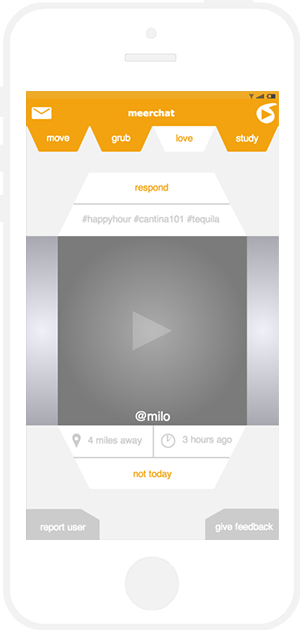 meerchat
move grub love study
respond
#happyhour #cantina101 #tequila
@milo
4 miles away 3 hours ago
not today
report user give feedback